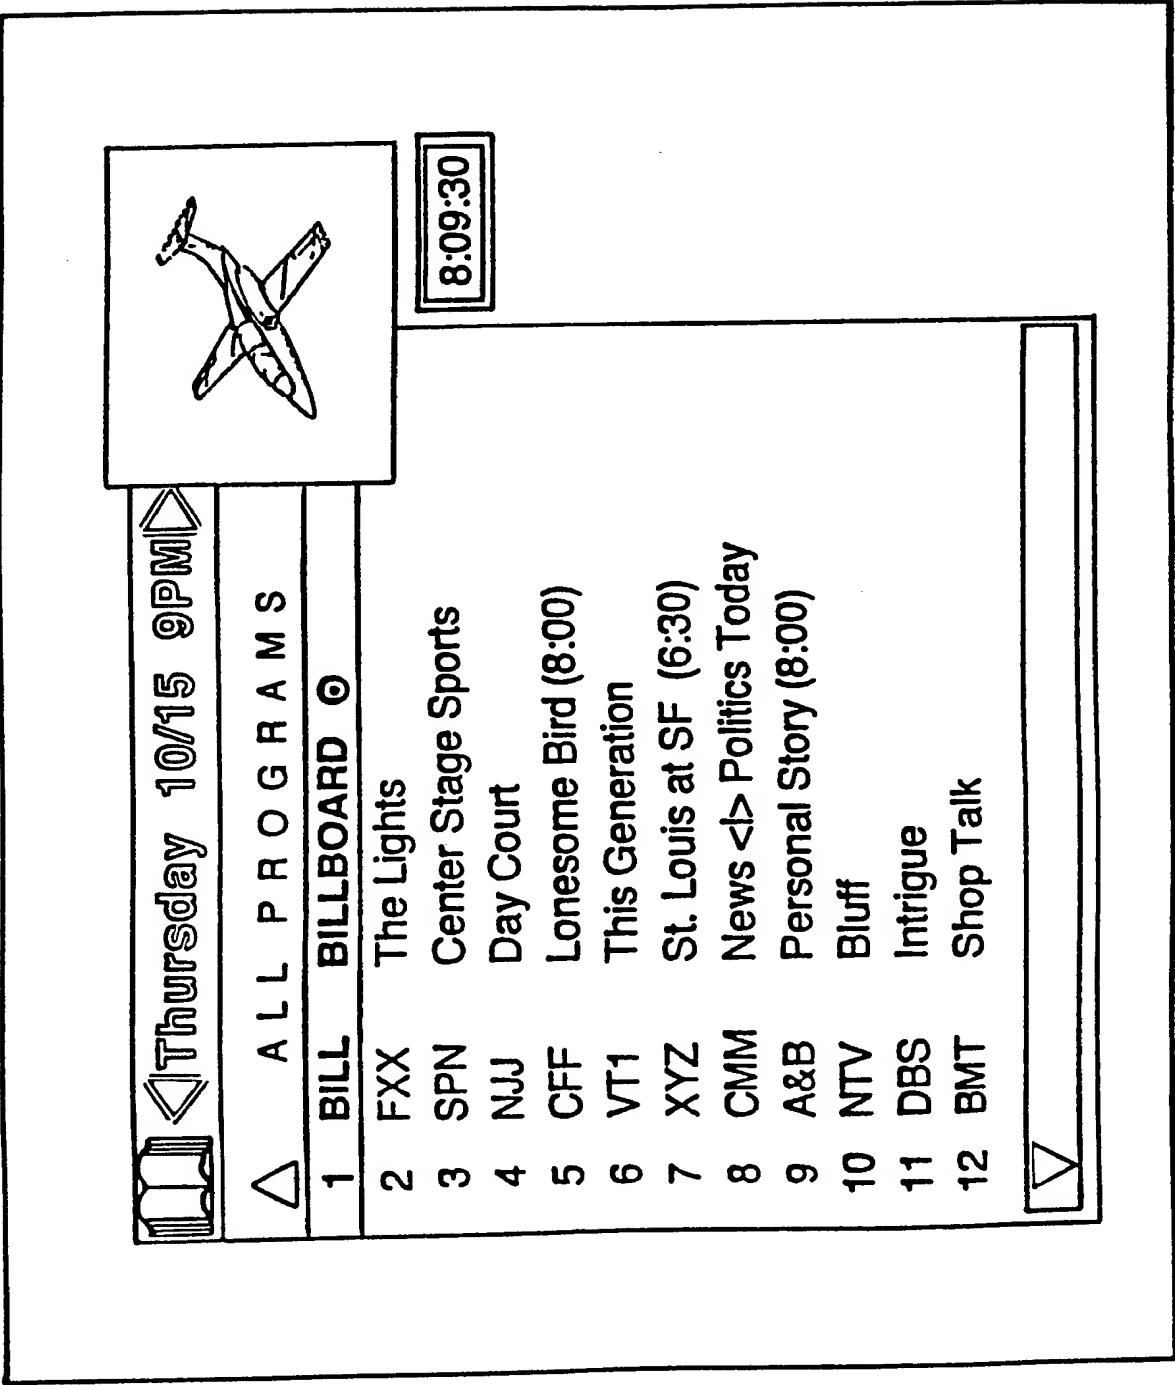 Thursday 10/15 9PM
ALL PROGRAMS
1 BILL BILLBOARD
2 FXX The Lights
3 SPN Center Stage Sports
4 NJJ Day Court
5 CFF Lonesome Bird (8:00)
6 VT1 This Generation
7 XYZ St. Louis at SF (6:30)
8 CMM News <|> Politics Today
9 A&B Personal Story (8:00)
10 NTV Bluff
11 DBS Intrigue
12 BMT Shop Talk
8:09:30